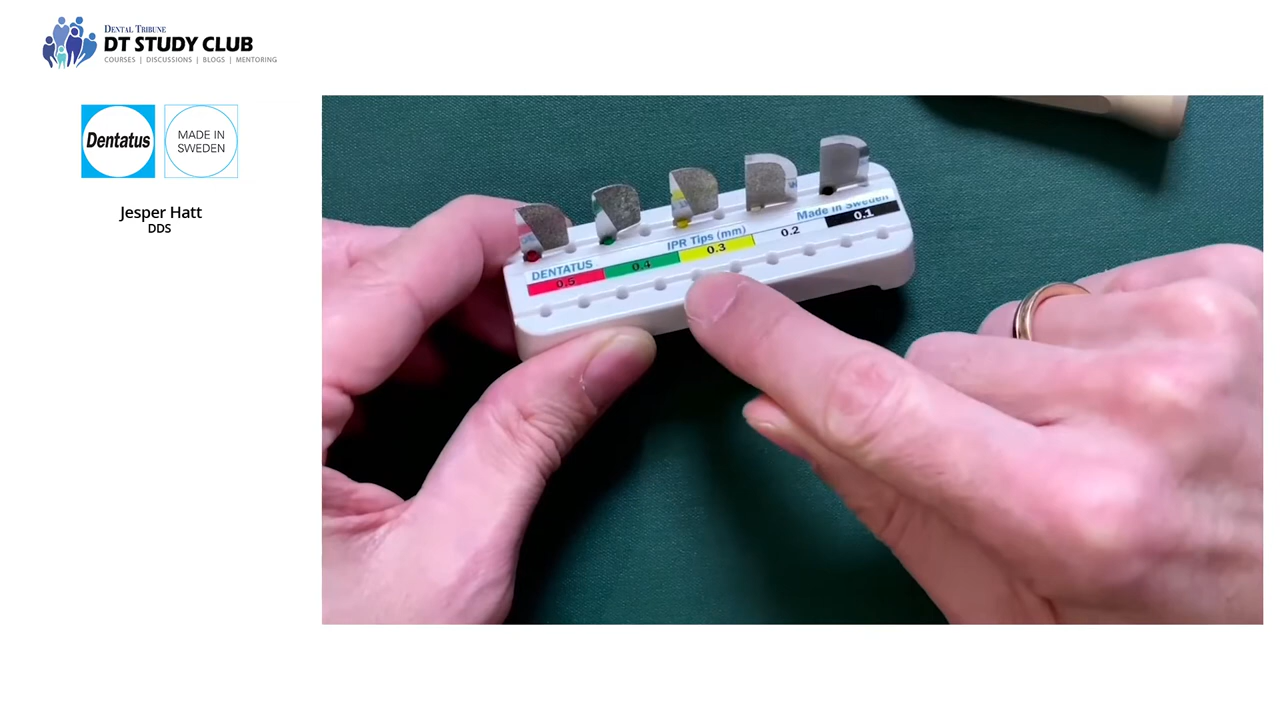 DENTAL TRIBUNE
DT STUDY CLUB
COURSES | DISCUSSIONS | BLOGS | MENTORING
Dentatus
MADE IN
SWEDEN
Jesper Hatt
DDS
Made in Sweden
IPR Tips (mm)
DENTATUS
0.5
0.4
0.3
0.2
0.1